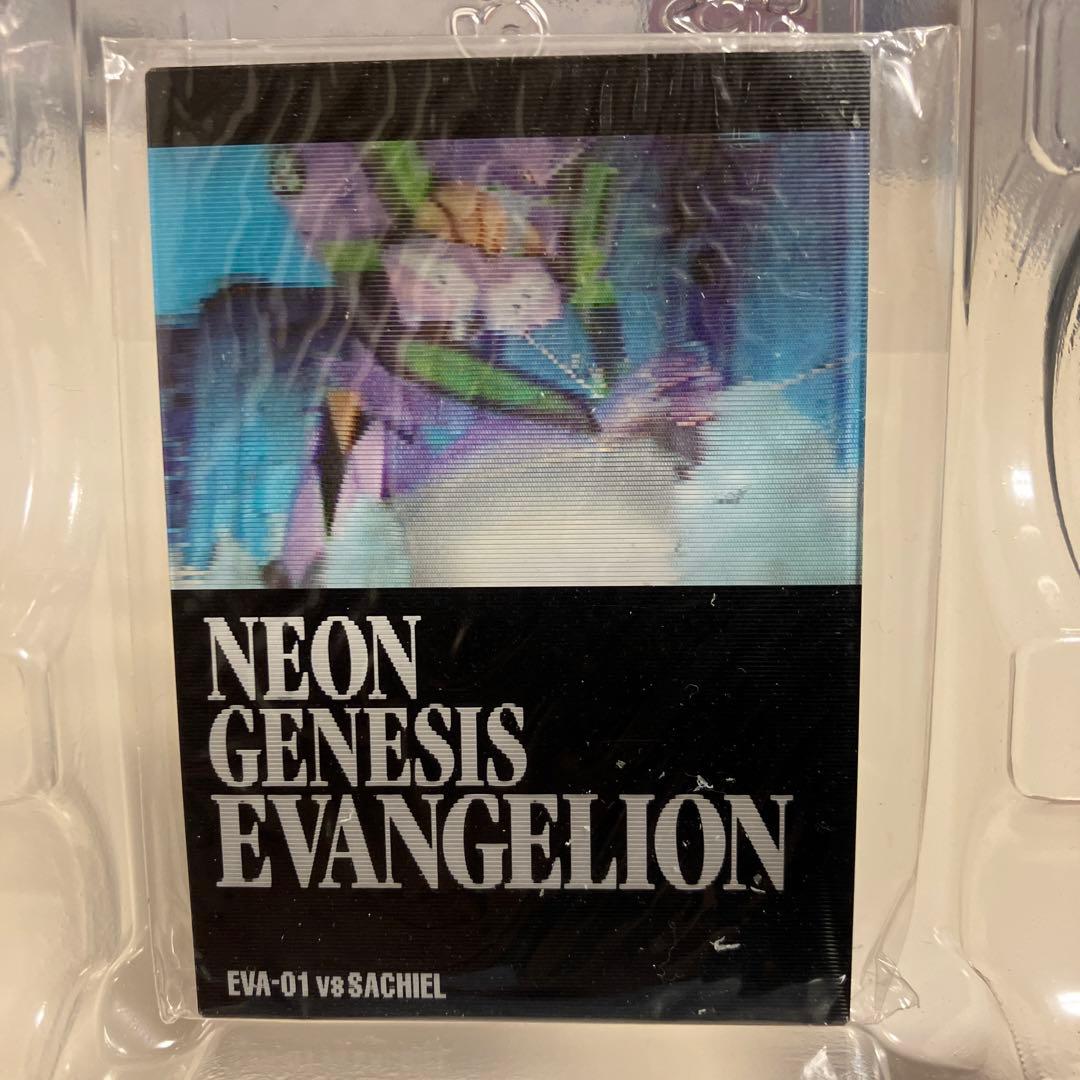 NEON
GENESIS
EVANGELION
EVA-01 vs SACHIEL